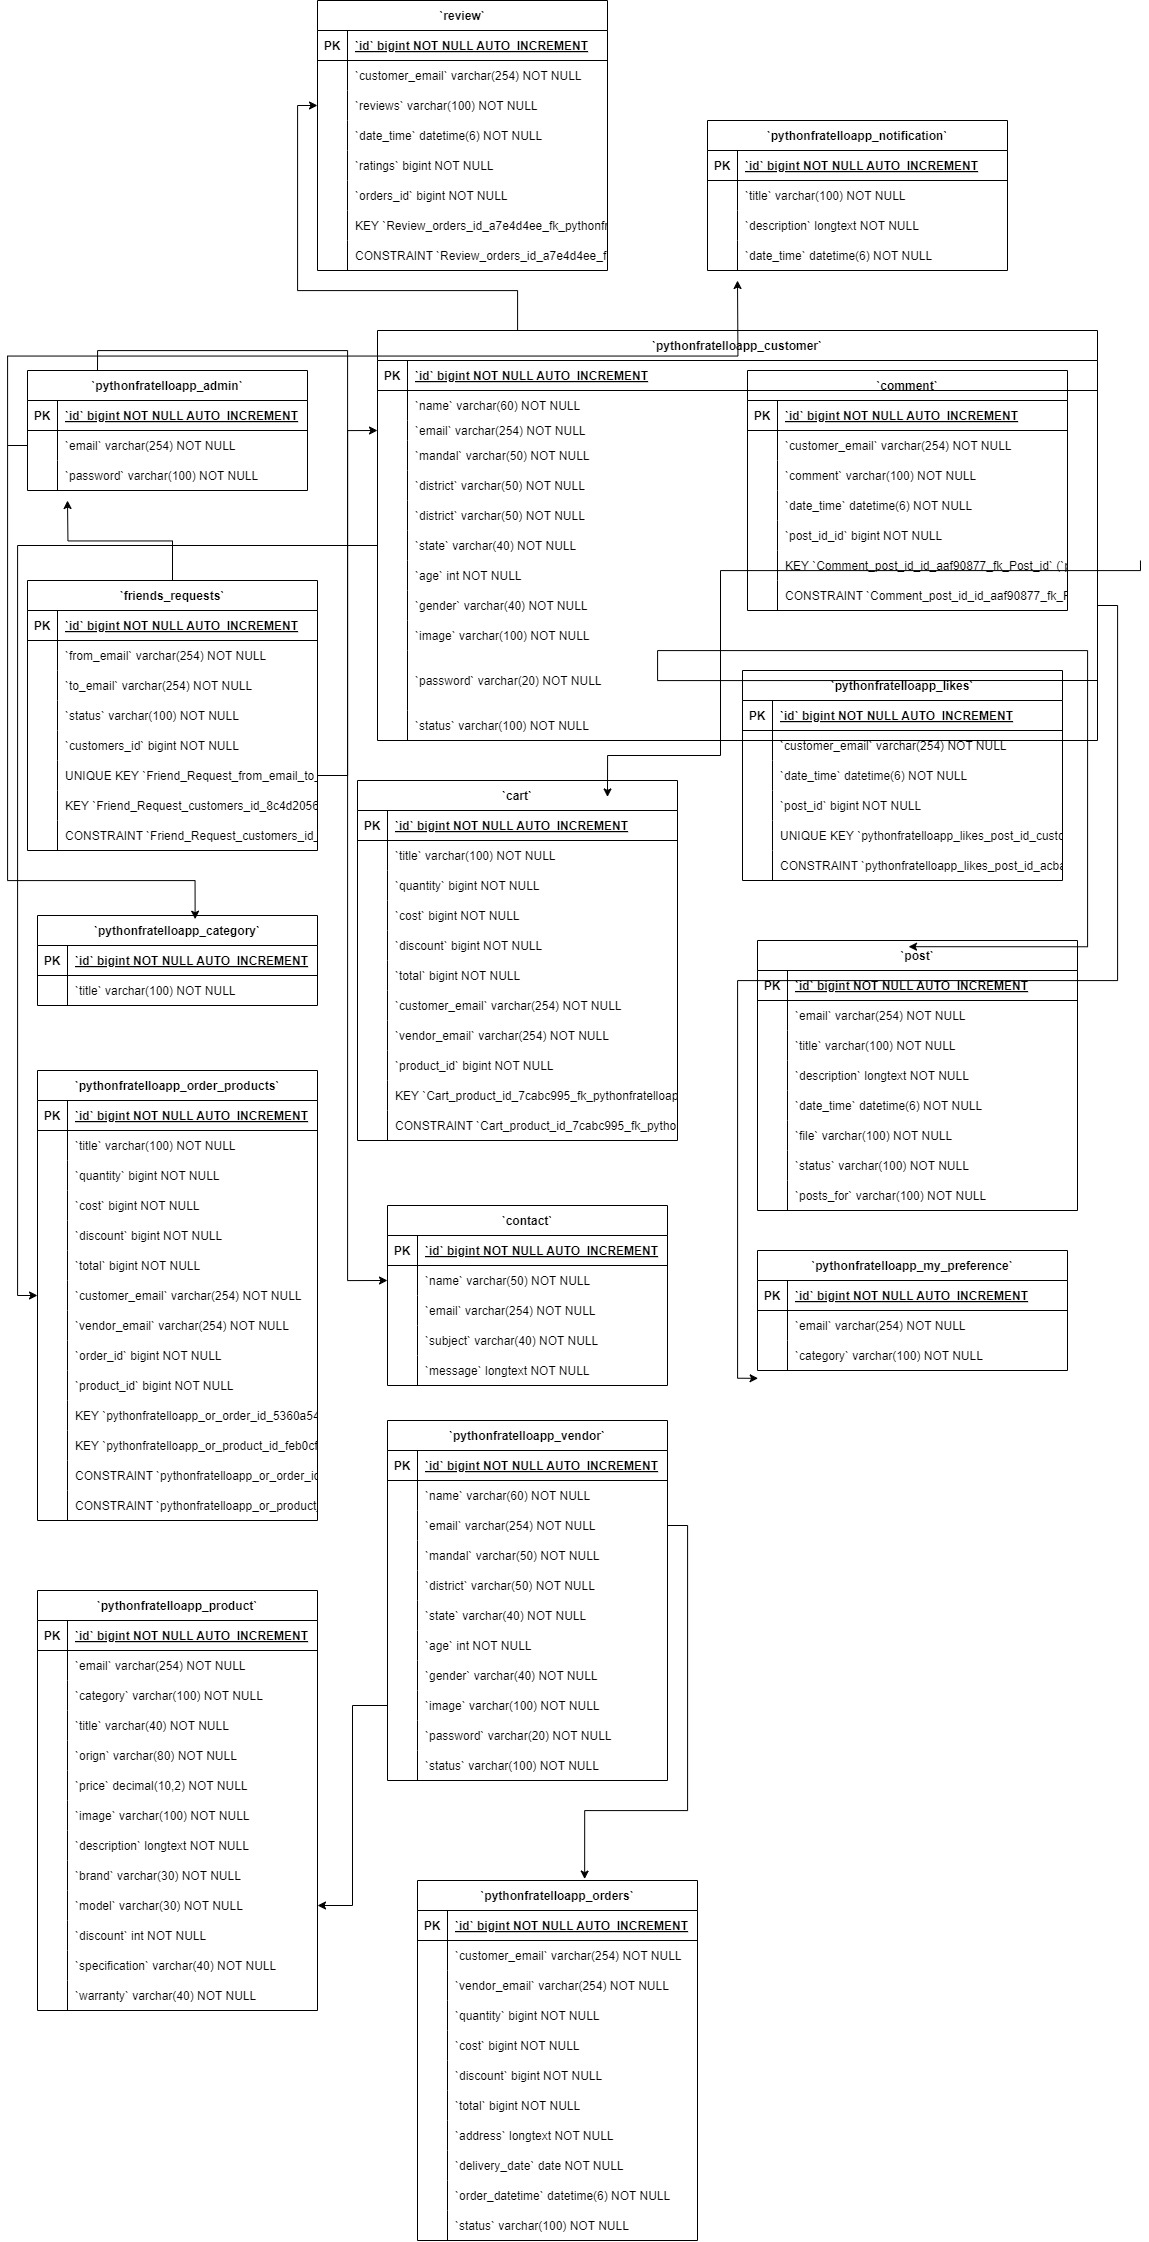 `review`
PK `id` bigint NOT NULL AUTO_INCREMENT
`customer_email` varchar(254) NOT NULL
`reviews` varchar(100) NOT NULL
`date_time` datetime(6) NOT NULL
`ratings` bigint NOT NULL
`orders_id` bigint NOT NULL
KEY `Review_orders_id_a7e4d4ee_fk_pythonfr
CONSTRAINT `Review_orders_id_a7e4d4ee_f
`pythonfratelloapp_notification`
PK `id` bigint NOT NULL AUTO_INCREMENT
`title` varchar(100) NOT NULL
`description` longtext NOT NULL
`date_time` datetime(6) NOT NULL
`pythonfratelloapp_customer`
PK `id` bigint NOT NULL AUTO_INCREMENT
`name` varchar(60) NOT NULL
`email` varchar(254) NOT NULL
`mandal` varchar(50) NOT NULL
`district` varchar(50) NOT NULL
`district` varchar(50) NOT NULL
`state` varchar(40) NOT NULL
`age` int NOT NULL
`gender` varchar(40) NOT NULL
`image` varchar(100) NOT NULL
`password` varchar(20) NOT NULL
`status` varchar(100) NOT NULL
`pythonfratelloapp_admin`
PK `id` bigint NOT NULL AUTO_INCREMENT
`email` varchar(254) NOT NULL
`password` varchar(100) NOT NULL
`comment`
PK `id` bigint NOT NULL AUTO_INCREMENT
`customer_email` varchar(254) NOT NULL
`comment` varchar(100) NOT NULL
`date_time` datetime(6) NOT NULL
`post_id_id` bigint NOT NULL
KEY `Comment_post_id_id_aaf90877_fk_Post_id` (`p
CONSTRAINT `Comment_post_id_id_aaf90877_fk_P
`friends_requests`
PK `id` bigint NOT NULL AUTO_INCREMENT
`from_email` varchar(254) NOT NULL
`to_email` varchar(254) NOT NULL
`status` varchar(100) NOT NULL
`customers_id` bigint NOT NULL
UNIQUE KEY `Friend_Request_from_email_to_
KEY `Friend_Request_customers_id_8c4d2056
CONSTRAINT `Friend_Request_customers_id_
`pythonfratelloapp_likes`
PK `id` bigint NOT NULL AUTO_INCREMENT
`customer_email` varchar(254) NOT NULL
`date_time` datetime(6) NOT NULL
`post_id` bigint NOT NULL
UNIQUE KEY `pythonfratelloapp_likes_post_id_custo
CONSTRAINT `pythonfratelloapp_likes_post_id_acba
`cart`
PK `id` bigint NOT NULL AUTO_INCREMENT
`title` varchar(100) NOT NULL
`quantity` bigint NOT NULL
`cost` bigint NOT NULL
`discount` bigint NOT NULL
`total` bigint NOT NULL
`customer_email` varchar(254) NOT NULL
`vendor_email` varchar(254) NOT NULL
`product_id` bigint NOT NULL
KEY `Cart_product_id_7cabc995_fk_pythonfratelloap
CONSTRAINT `Cart_product_id_7cabc995_fk_pytho
`pythonfratelloapp_category`
PK `id` bigint NOT NULL AUTO_INCREMENT
`title` varchar(100) NOT NULL
`post`
PK `id` bigint NOT NULL AUTO_INCREMENT
`email` varchar(254) NOT NULL
`title` varchar(100) NOT NULL
`description` longtext NOT NULL
`date_time` datetime(6) NOT NULL
`file` varchar(100) NOT NULL
`status` varchar(100) NOT NULL
`posts_for` varchar(100) NOT NULL
`pythonfratelloapp_order_products`
PK `id` bigint NOT NULL AUTO_INCREMENT
`title` varchar(100) NOT NULL
`quantity` bigint NOT NULL
`cost` bigint NOT NULL
`discount` bigint NOT NULL
`total` bigint NOT NULL
`customer_email` varchar(254) NOT NULL
`vendor_email` varchar(254) NOT NULL
`order_id` bigint NOT NULL
`product_id` bigint NOT NULL
KEY `pythonfratelloapp_or_order_id_5360a54
KEY `pythonfratelloapp_or_product_id_feb0cf
CONSTRAINT `pythonfratelloapp_or_order_id
CONSTRAINT `pythonfratelloapp_or_product_
`contact`
PK `id` bigint NOT NULL AUTO_INCREMENT
`name` varchar(50) NOT NULL
`email` varchar(254) NOT NULL
`subject` varchar(40) NOT NULL
`message` longtext NOT NULL
`pythonfratelloapp_my_preference`
PK `id` bigint NOT NULL AUTO_INCREMENT
`email` varchar(254) NOT NULL
`category` varchar(100) NOT NULL
`pythonfratelloapp_vendor`
PK `id` bigint NOT NULL AUTO_INCREMENT
`name` varchar(60) NOT NULL
`email` varchar(254) NOT NULL
`mandal` varchar(50) NOT NULL
`district` varchar(50) NOT NULL
`state` varchar(40) NOT NULL
`age` int NOT NULL
`gender` varchar(40) NOT NULL
`image` varchar(100) NOT NULL
`password` varchar(20) NOT NULL
`status` varchar(100) NOT NULL
`pythonfratelloapp_product`
PK `id` bigint NOT NULL AUTO_INCREMENT
`email` varchar(254) NOT NULL
`category` varchar(100) NOT NULL
`title` varchar(40) NOT NULL
`orign` varchar(80) NOT NULL
`price` decimal(10,2) NOT NULL
`image` varchar(100) NOT NULL
`description` longtext NOT NULL
`brand` varchar(30) NOT NULL
`model` varchar(30) NOT NULL
`discount` int NOT NULL
`specification` varchar(40) NOT NULL
`warranty` varchar(40) NOT NULL
`pythonfratelloapp_orders`
PK `id` bigint NOT NULL AUTO_INCREMENT
`customer_email` varchar(254) NOT NULL
`vendor_email` varchar(254) NOT NULL
`quantity` bigint NOT NULL
`cost` bigint NOT NULL
`discount` bigint NOT NULL
`total` bigint NOT NULL
`address` longtext NOT NULL
`delivery_date` date NOT NULL
`order_datetime` datetime(6) NOT NULL
`status` varchar(100) NOT NULL